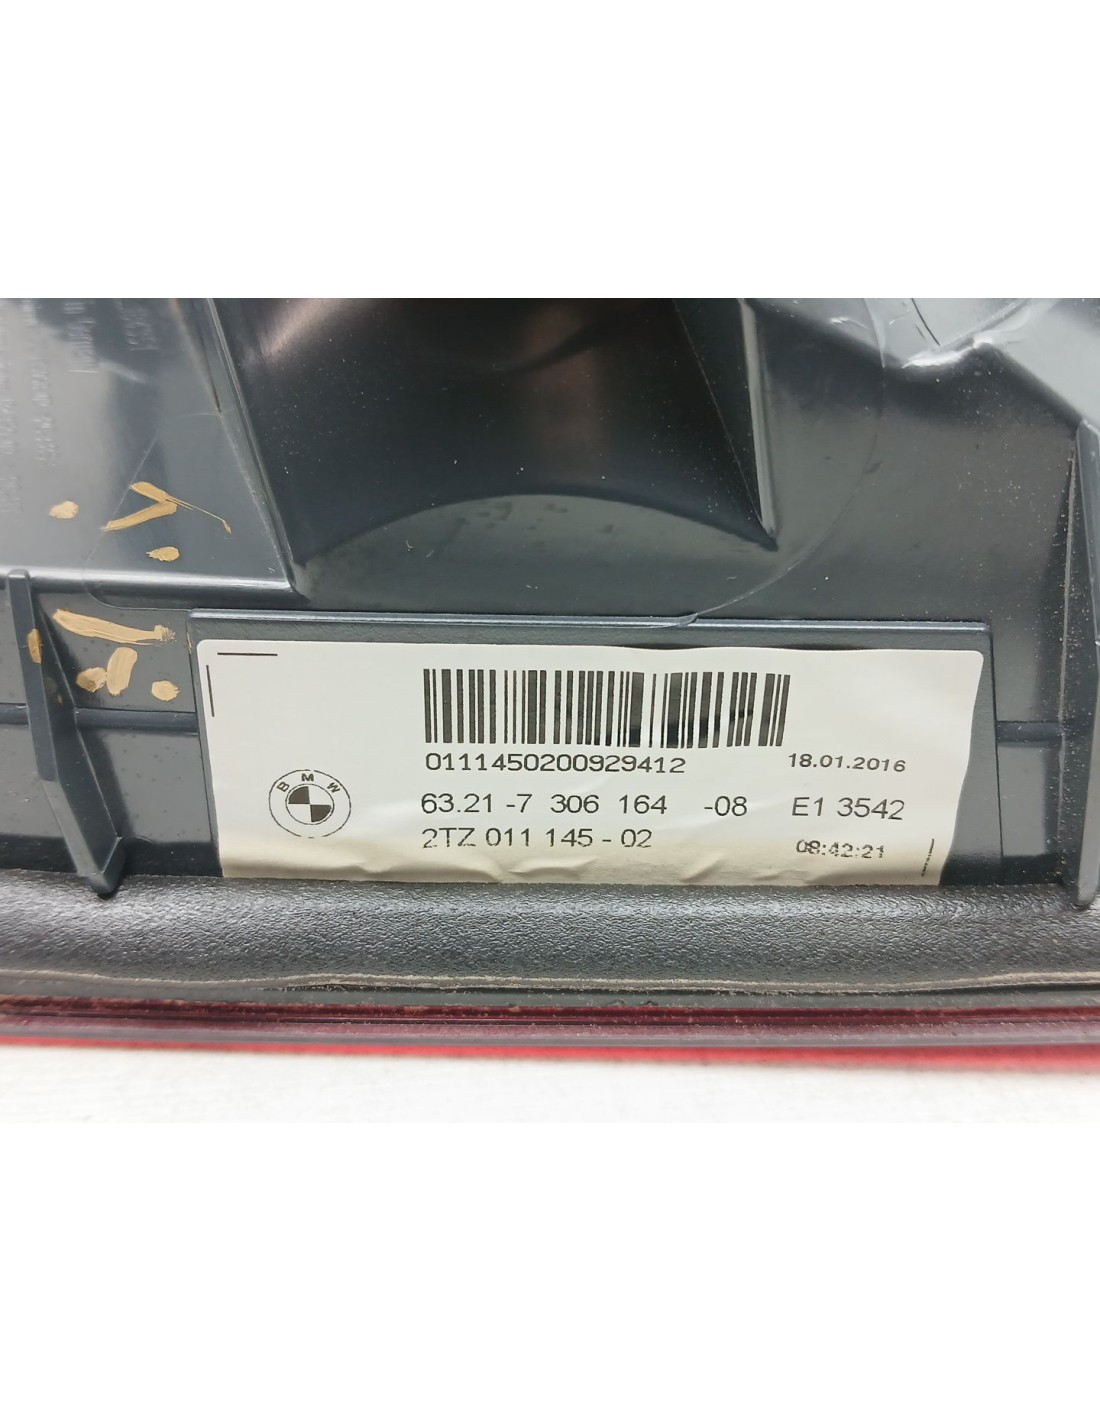 0111450200929412
18.01.2016
BMW
63.21-7 306 164 -08 E1 3542
2TZ 011 145-02
08:42:21